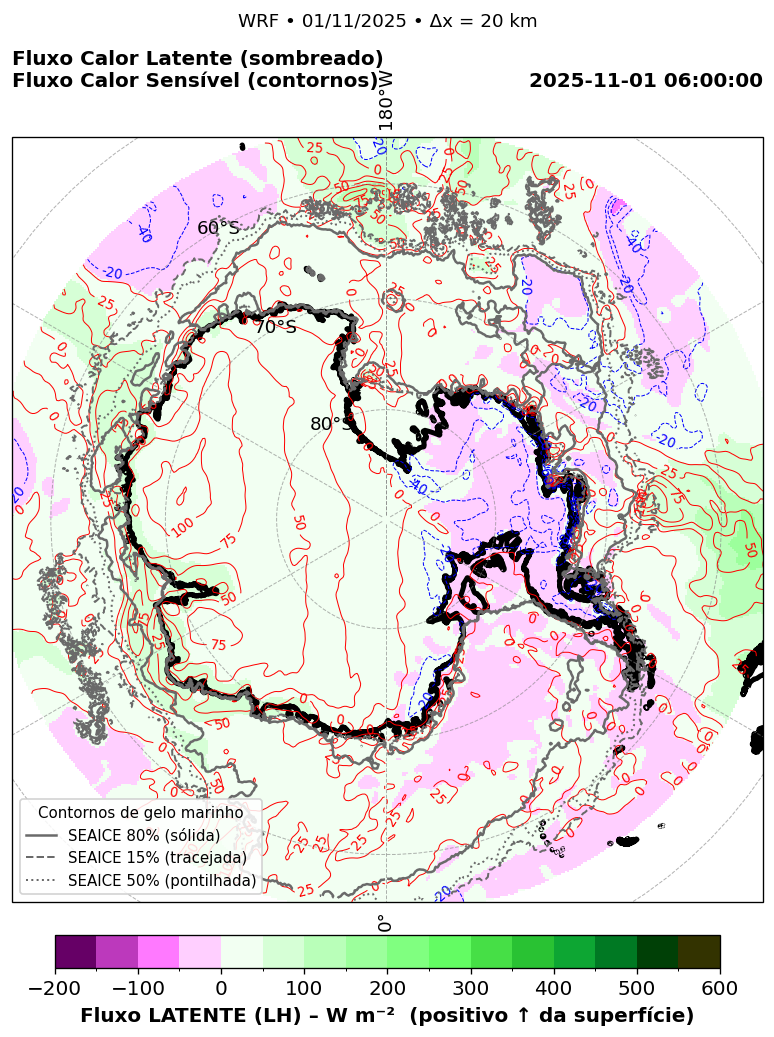 WRF • 01/11/2025 • Δx = 20 km
Fluxo Calor Latente (sombreado)
Fluxo Calor Sensível (contornos)
2025-11-01 06:00:00
180°W
60°S
70°S
80°S
0°
25
50
75
100
0
-20
-40
Contornos de gelo marinho
SEAICE 80% (sólida)
SEAICE 15% (tracejada)
SEAICE 50% (pontilhada)
−200 −100 0 100 200 300 400 500 600
Fluxo LATENTE (LH) – W m⁻² (positivo ↑ da superfície)